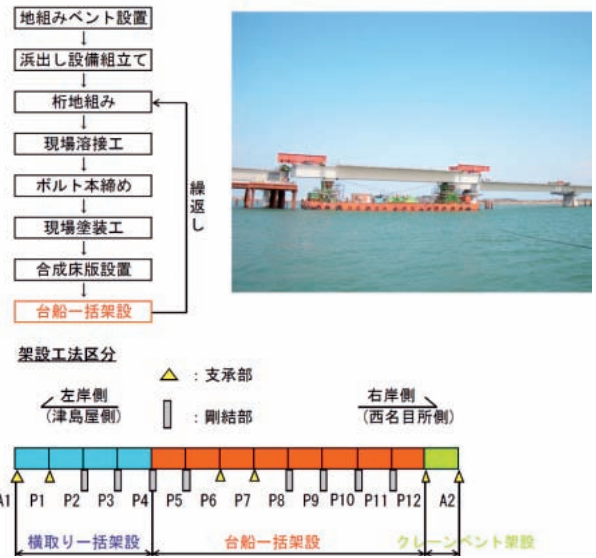 地組みベント設置
浜出し設備組立て
桁地組み
現場溶接工
ボルト本締め
現場塗装工
合成床版設置
台船一括架設
繰返し
架設工法区分
：支承部
：剛結部
左岸側
(津島屋側)
右岸側
(西名目所側)
A1 P1 P2 P3 P4 P5 P6 P7 P8 P9 P10 P11 P12 A2
横取り一括架設 台船一括架設 クレーンベント架設